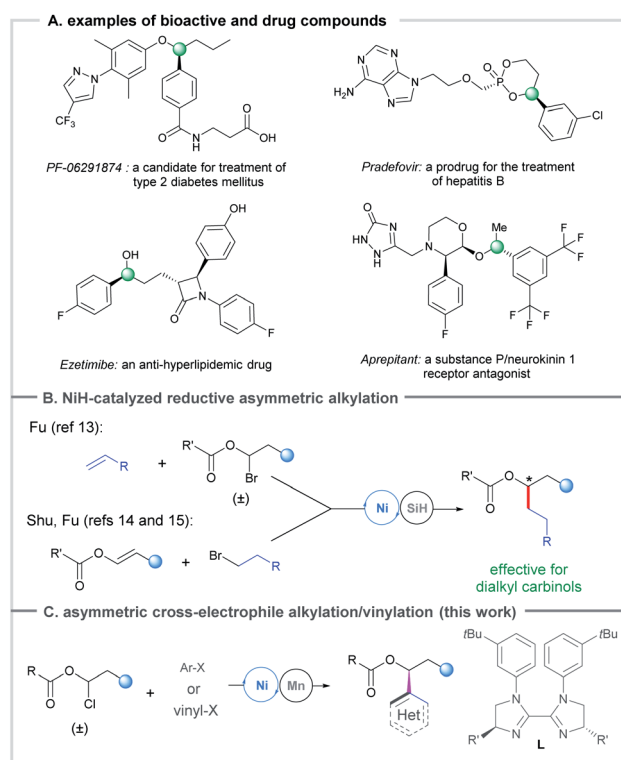 A. examples of bioactive and drug compounds
O
N
N
CF3
O
N
H
O
OH
PF-06291874 : a candidate for treatment of
type 2 diabetes mellitus
N
N
H2N
N
N
O
O
P
O
O
Cl
Pradefovir: a prodrug for the treatment
of hepatitis B
OH
OH
F
O
N
F
Ezetimibe: an anti-hyperlipidemic drug
O
HN
N
N
H
N
O
O
Me
F
F
F
F
F
F
F
Aprepitant: a substance P/neurokinin 1
receptor antagonist
B. NiH-catalyzed reductive asymmetric alkylation
Fu (ref 13):
R
+
R'
O
O
Br
(±)
Shu, Fu (refs 14 and 15):
R'
O
O
+
Br
R
Ni
SiH
R'
O
O
*
R
effective for
dialkyl carbinols
C. asymmetric cross-electrophile alkylation/vinylation (this work)
R
O
O
Cl
(±)
+
Ar-X
or
vinyl-X
Ni
Mn
R
O
O
Het
tBu
tBu
N
N
N
N
R'
R'
L